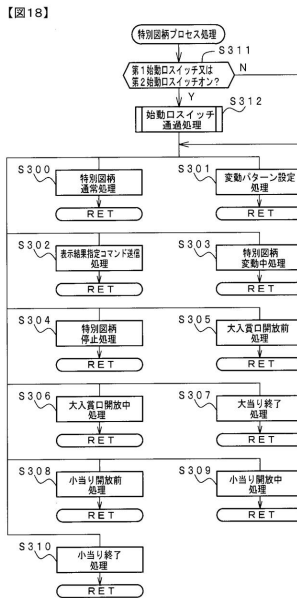 【図18】
特別図柄プロセス処理
S311
第1始動口スイッチ又は
第2始動口スイッチオン?
N
Y
S312
始動口スイッチ
通過処理
S300
特別図柄
通常処理
RET
S301
変動パターン設定
処理
RET
S302
表示結果指定コマンド送信
処理
RET
S303
特別図柄
変動中処理
RET
S304
特別図柄
停止処理
RET
S305
大入賞口開放前
処理
RET
S306
大入賞口開放中
処理
RET
S307
大当り終了
処理
RET
S308
小当り開放前
処理
RET
S309
小当り開放中
処理
RET
S310
小当り終了
処理
RET